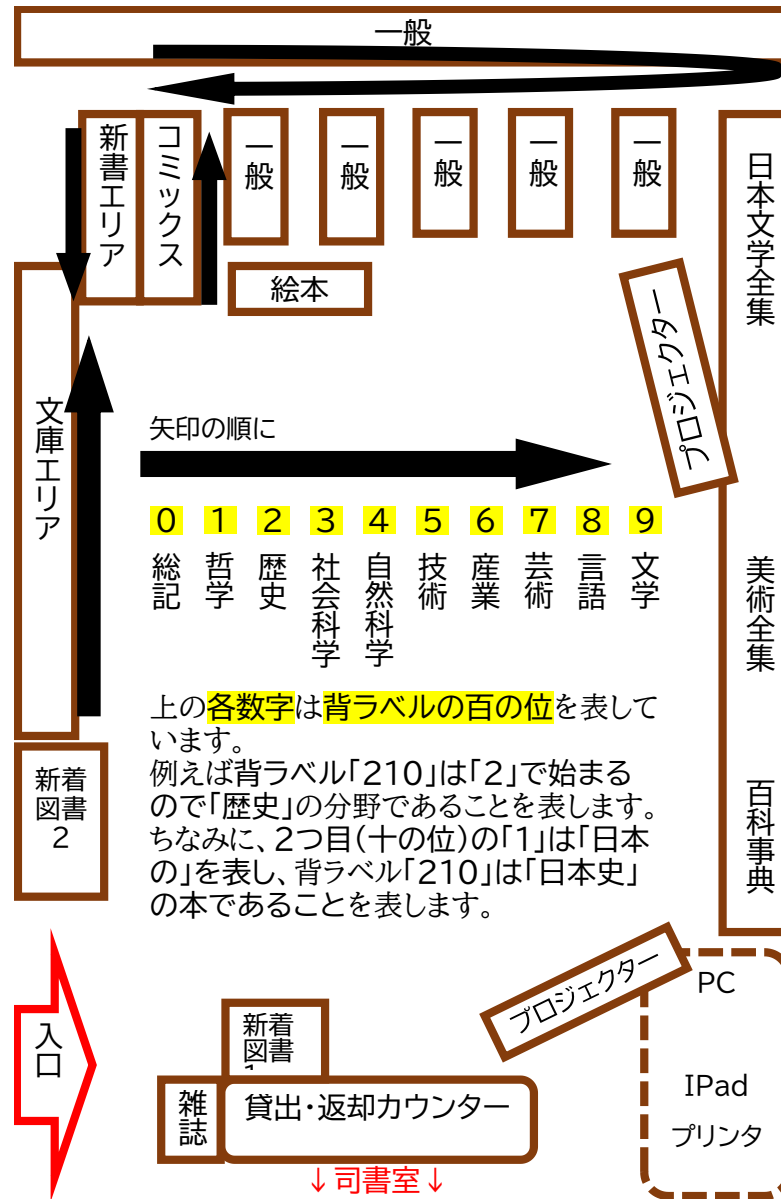 一般
新書エリア
コミックス
一般
一般
一般
一般
一般
日本文学全集
絵本
プロジェクター
文庫エリア
矢印の順に
0 1 2 3 4 5 6 7 8 9
総記
哲学
歴史
社会科学
自然科学
技術
産業
芸術
言語
文学
美術全集
上の各数字は背ラベルの百の位を表して
います。
例えば背ラベル「210」は「2」で始まる
ので「歴史」の分野であることを表します。
ちなみに、2つ目(十の位)の「1」は「日本
の」を表し、背ラベル「210」は「日本史」
の本であることを表します。
新着
図書
2
百科事典
入口
プロジェクター
PC
IPad
プリンタ
新着
図書
雑誌
貸出・返却カウンター
↓司書室↓